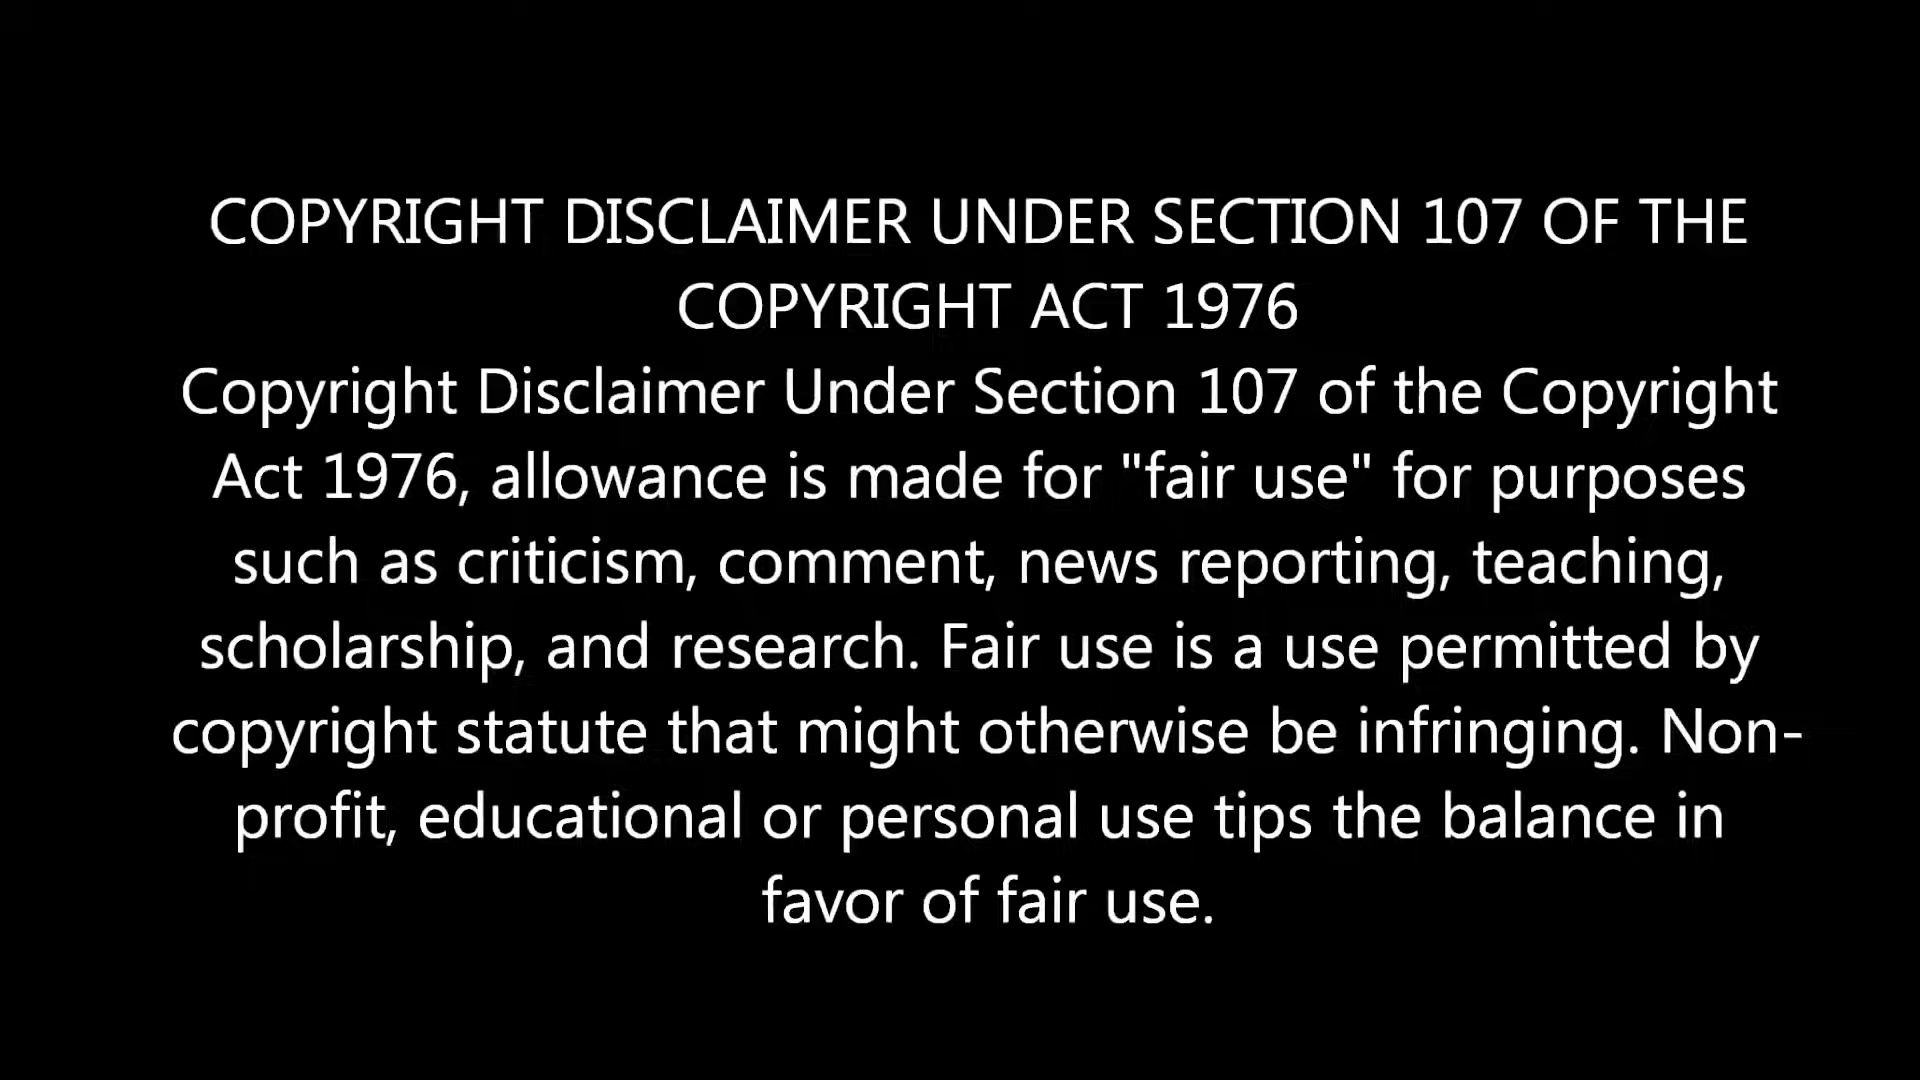 COPYRIGHT DISCLAIMER UNDER SECTION 107 OF THE
COPYRIGHT ACT 1976
Copyright Disclaimer Under Section 107 of the Copyright
Act 1976, allowance is made for "fair use" for purposes
such as criticism, comment, news reporting, teaching,
scholarship, and research. Fair use is a use permitted by
copyright statute that might otherwise be infringing. Non-
profit, educational or personal use tips the balance in
favor of fair use.